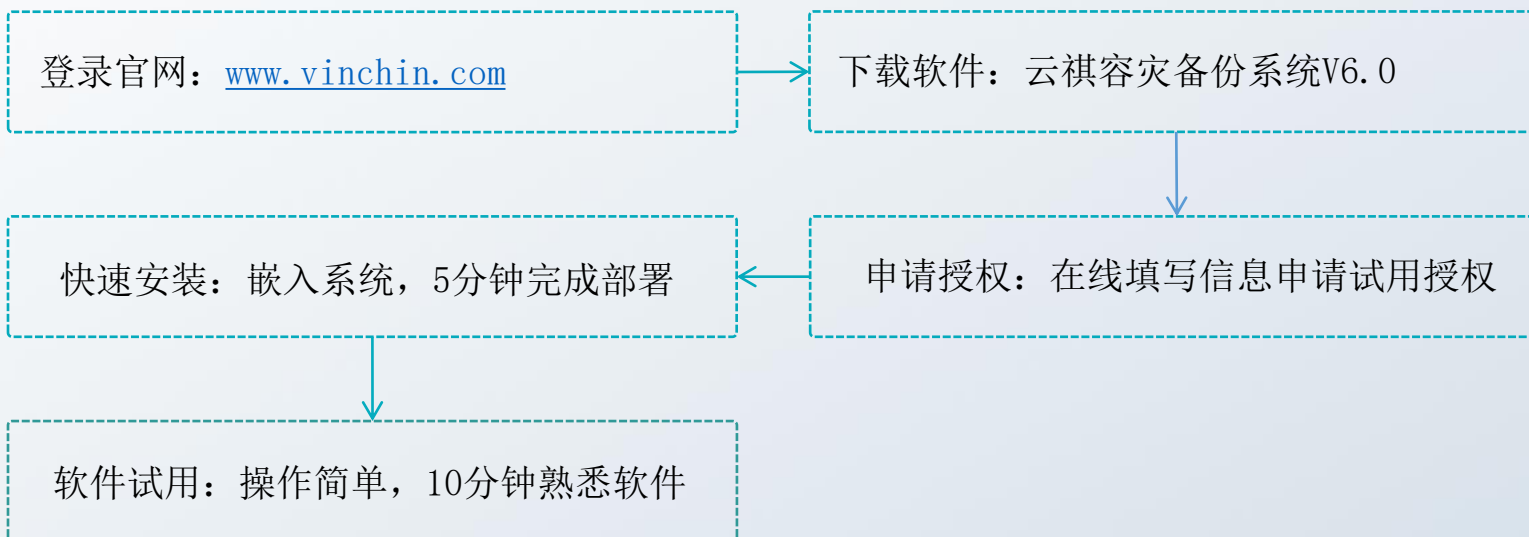 登录官网：www.vinchin.com
下载软件：云祺容灾备份系统V6.0
申请授权：在线填写信息申请试用授权
快速安装：嵌入系统，5分钟完成部署
软件试用：操作简单，10分钟熟悉软件